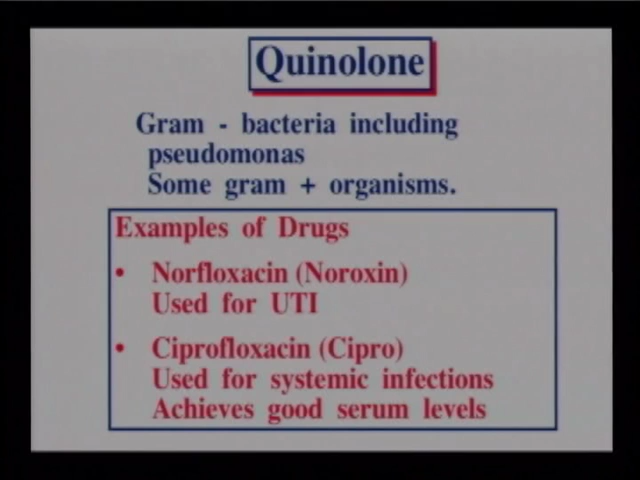 Quinolone
Gram - bacteria including
pseudomonas
Some gram + organisms.
Examples of Drugs
• Norfloxacin (Noroxin)
Used for UTI
• Ciprofloxacin (Cipro)
Used for systemic infections
Achieves good serum levels